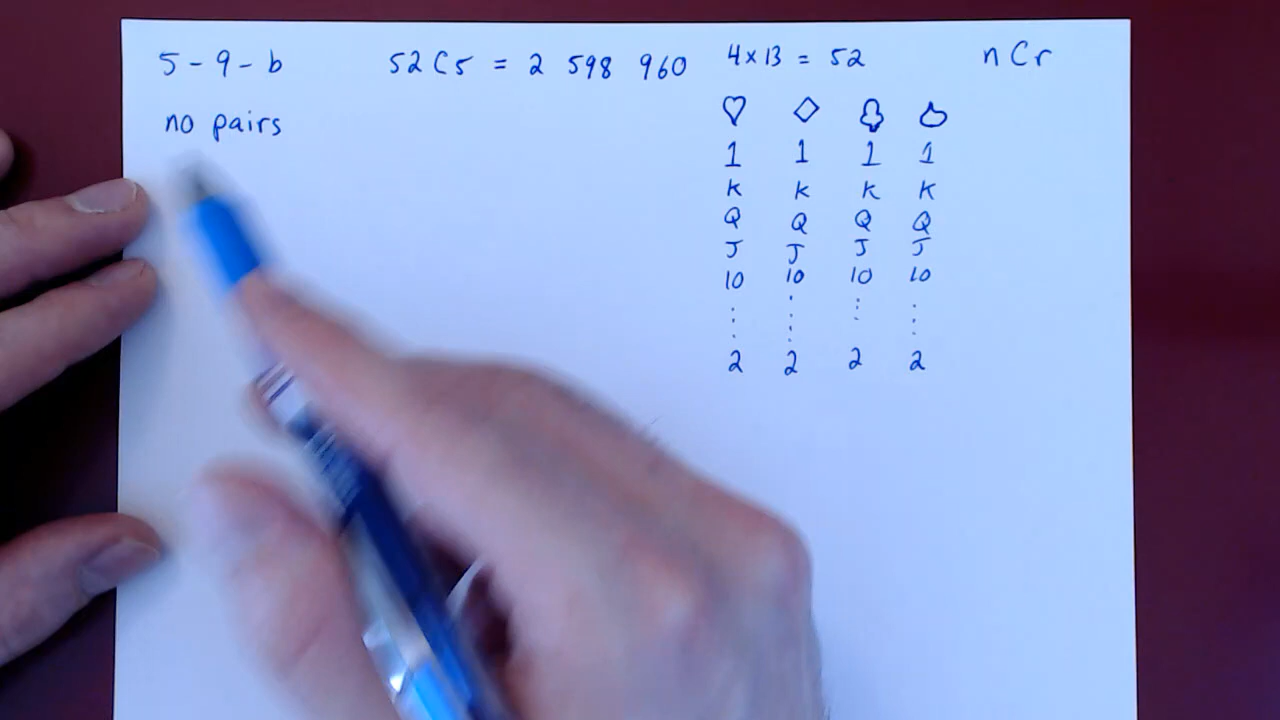 5 - 9 - b 52C5 = 2 598 960 4 x 13 = 52 nCr
no pairs
1 1 1 1
K K K K
Q Q Q Q
J J J J
10 10 10 10
2 2 2 2